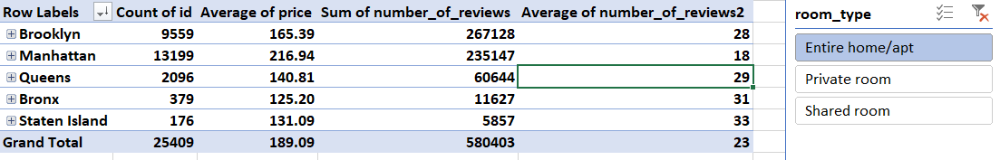 Row Labels Count of id Average of price Sum of number_of_reviews Average of number_of_reviews2
Brooklyn 9559 165.39 267128 28
Manhattan 13199 216.94 235147 18
Queens 2096 140.81 60644 29
Bronx 379 125.20 11627 31
Staten Island 176 131.09 5857 33
Grand Total 25409 189.09 580403 23
room_type
Entire home/apt
Private room
Shared room